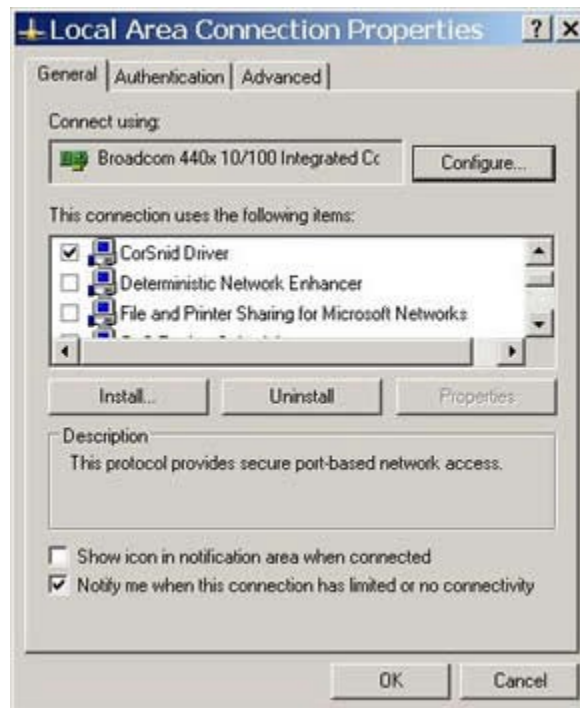 Local Area Connection Properties
General Authentication Advanced
Connect using:
Broadcom 440x 10/100 Integrated Cc
Configure...
This connection uses the following items:
CorSnid Driver
Deterministic Network Enhancer
File and Printer Sharing for Microsoft Networks
Install... Uninstall Properties
Description
This protocol provides secure port-based network access.
Show icon in notification area when connected
Notify me when this connection has limited or no connectivity
OK Cancel